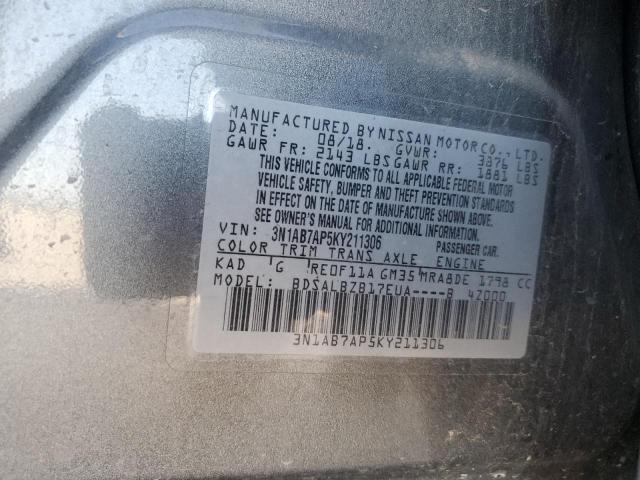 MANUFACTURED BY NISSAN MOTOR CO., LTD.
DATE: 08/18. GVWR: 3876 LBS
GAWR FR: 2143 LBS GAWR RR: 1881 LBS
THIS VEHICLE CONFORMS TO ALL APPLICABLE FEDERAL MOTOR
VEHICLE SAFETY, BUMPER AND THEFT PREVENTION STANDARDS
IN EFFECT ON THE DATE OF MANUFACTURE SHOWN ABOVE.
SEE OWNER'S MANUAL FOR ADDITIONAL INFORMATION.
VIN: 3N1AB7AP5KY211306 PASSENGER CAR.
COLOR TRIM TRANS AXLE ENGINE
KAD G RE0F11A GM35 MRA8DE 1798 CC
MODEL: BDSALBZB17EUA----B 42000
3N1AB7AP5KY211306